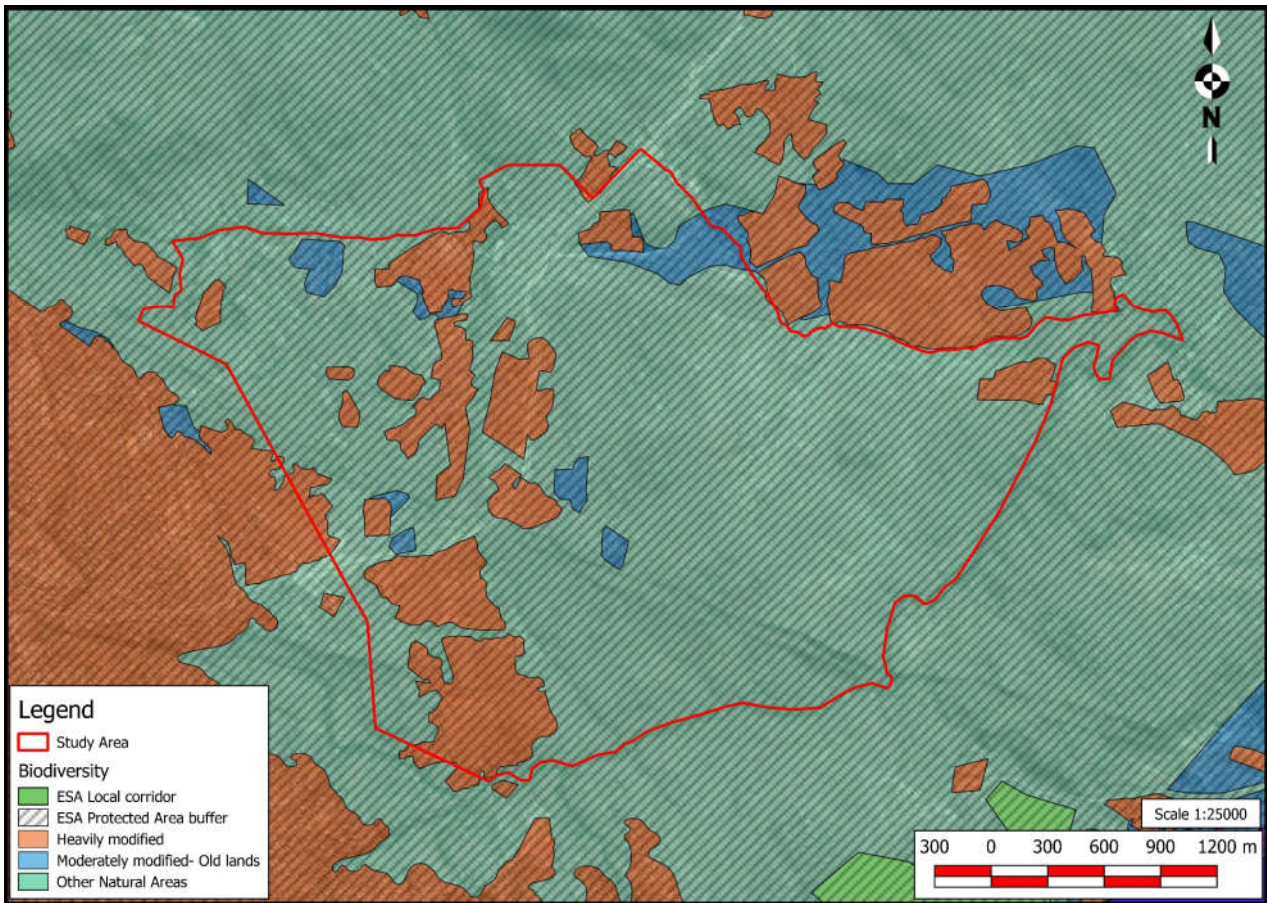 N
Legend
Study Area
Biodiversity
ESA Local corridor
ESA Protected Area buffer
Heavily modified
Moderately modified- Old lands
Other Natural Areas
Scale 1:25000
300 0 300 600 900 1200 m